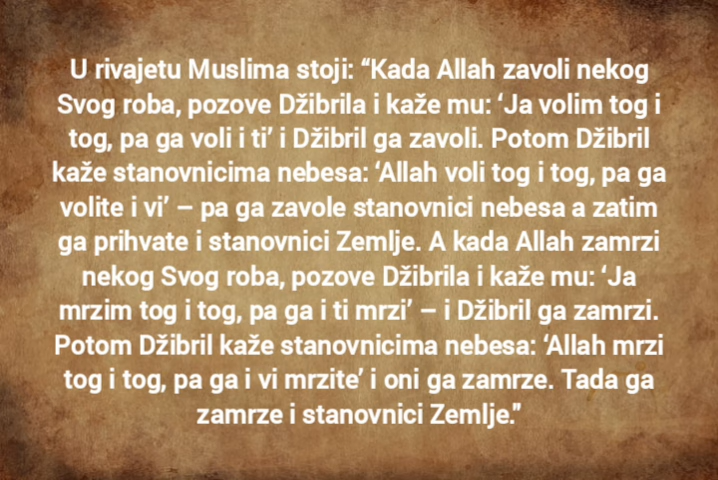 U rivajetu Muslima stoji: “Kada Allah zavoli nekog
Svog roba, pozove Džibrila i kaže mu: ‘Ja volim tog i
tog, pa ga voli i ti’ i Džibril ga zavoli. Potom Džibril
kaže stanovnicima nebesa: ‘Allah voli tog i tog, pa ga
volite i vi’ – pa ga zavole stanovnici nebesa a zatim
ga prihvate i stanovnici Zemlje. A kada Allah zamrzi
nekog Svog roba, pozove Džibrila i kaže mu: ‘Ja
mrzim tog i tog, pa ga i ti mrzi’ – i Džibril ga zamrzi.
Potom Džibril kaže stanovnicima nebesa: ‘Allah mrzi
tog i tog, pa ga i vi mrzite’ i oni ga zamrze. Tada ga
zamrze i stanovnici Zemlje."